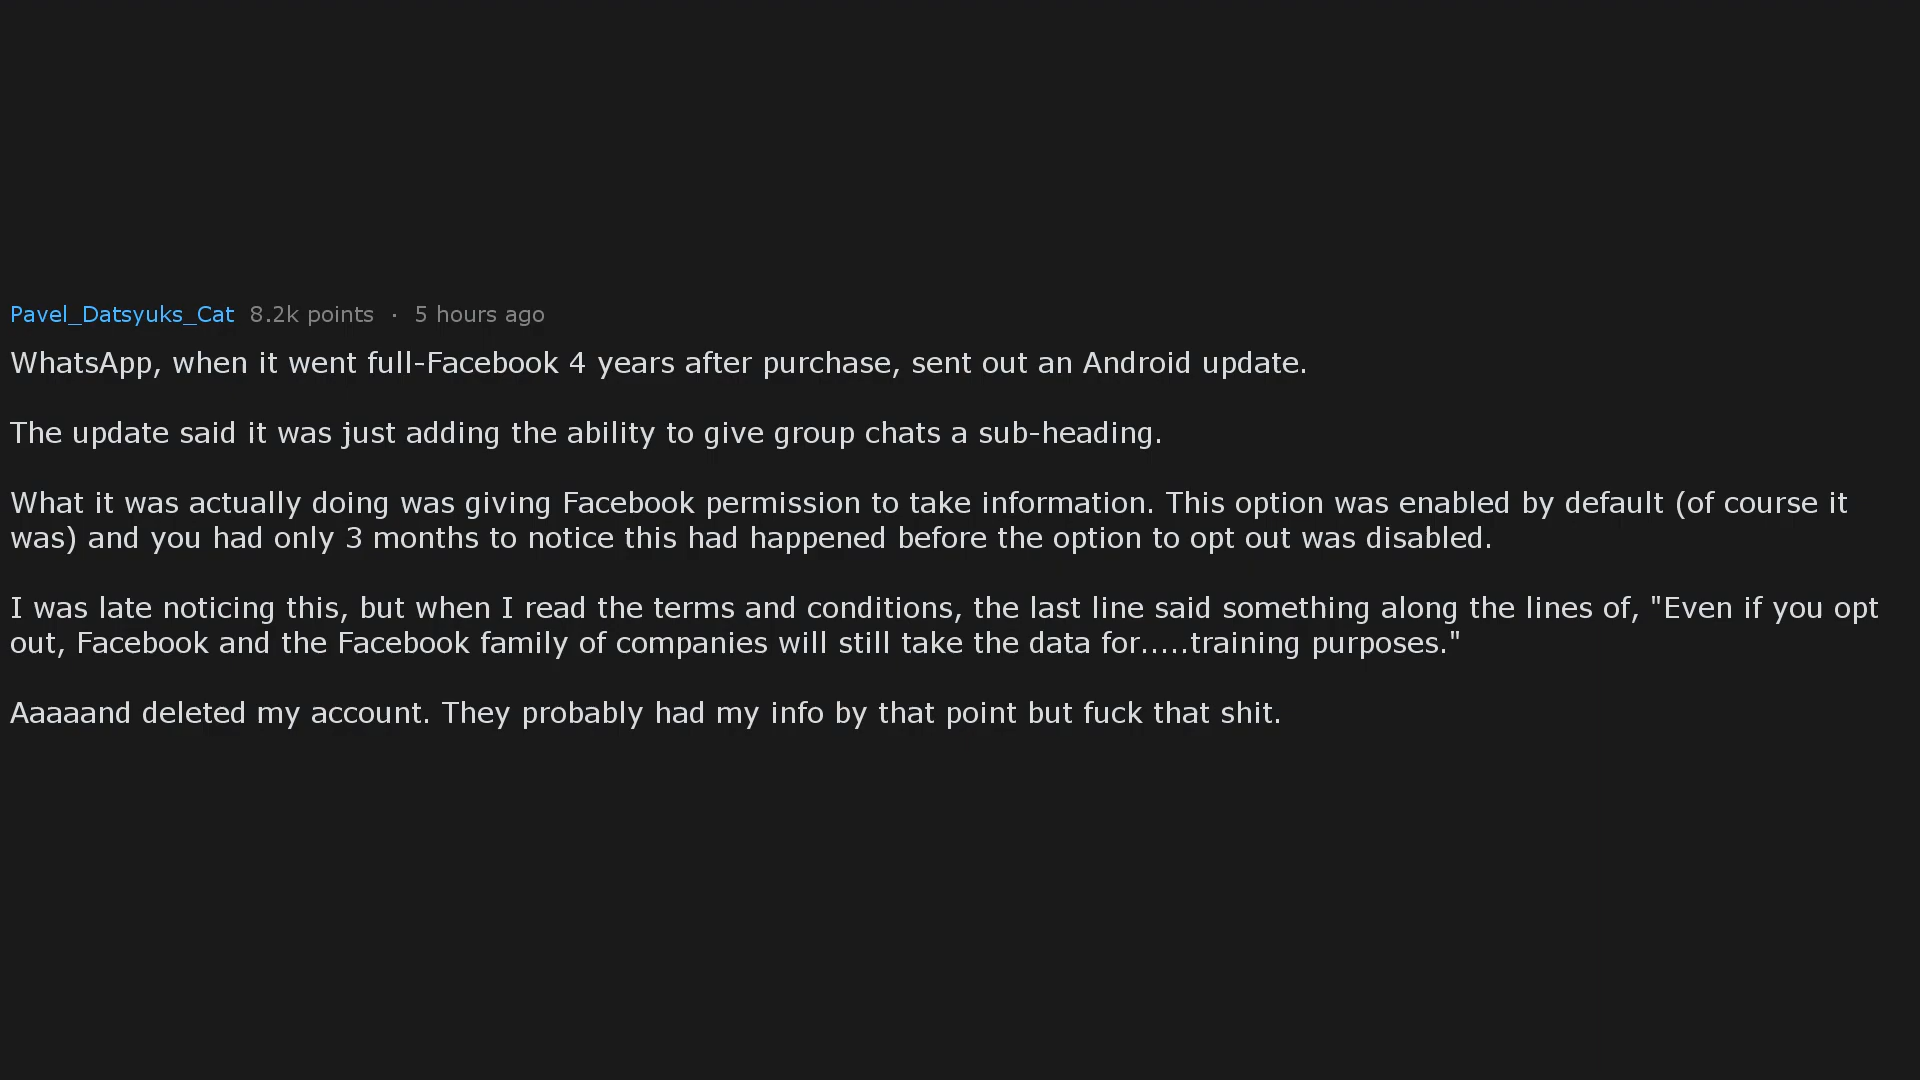 Pavel_Datsyuks_Cat 8.2k points · 5 hours ago
WhatsApp, when it went full-Facebook 4 years after purchase, sent out an Android update.
The update said it was just adding the ability to give group chats a sub-heading.
What it was actually doing was giving Facebook permission to take information. This option was enabled by default (of course it
was) and you had only 3 months to notice this had happened before the option to opt out was disabled.
I was late noticing this, but when I read the terms and conditions, the last line said something along the lines of, "Even if you opt
out, Facebook and the Facebook family of companies will still take the data for.....training purposes."
Aaaaand deleted my account. They probably had my info by that point but fuck that shit.